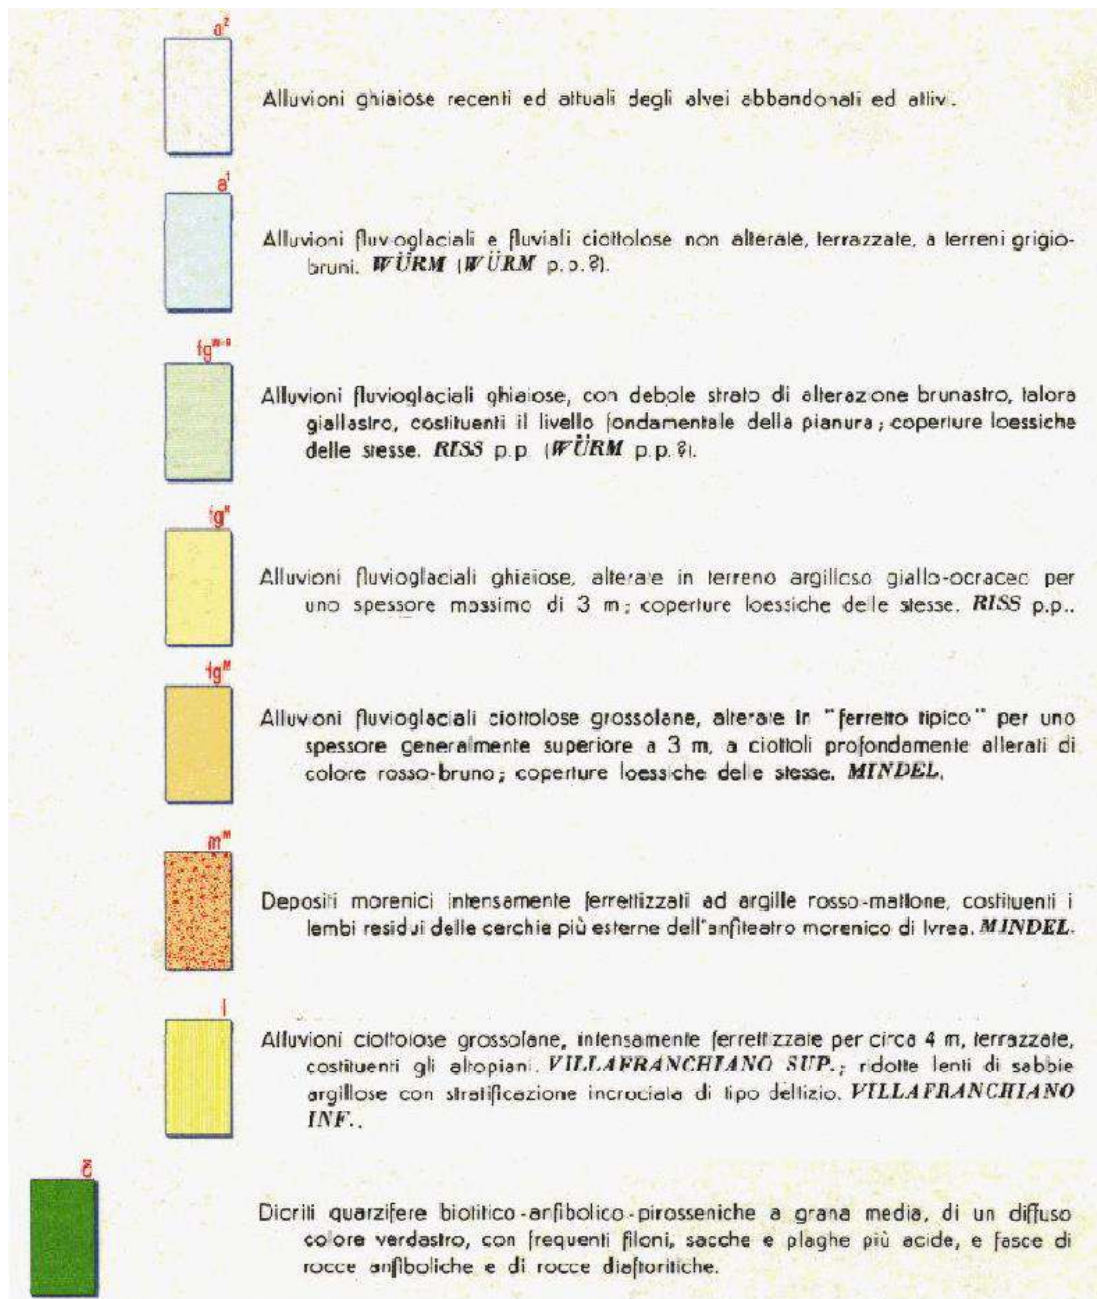 a²
Alluvioni ghiaiose recenti ed attuali degli alvei abbandonati ed attivi.
a¹
Alluvioni fluvioglaciali e fluviali ciottolose non alterate, terrazzate, a terreni grigio-
bruni. WÜRM (WÜRM p.p.?).
fg
Alluvioni fluvioglaciali ghiaiose, con debole strato di alterazione brunastro, talora
giallastro, costituenti il livello fondamentale della pianura; coperture loessiche
delle stesse. RISS p.p. (WÜRM p.p.?).
fgᴿ
Alluvioni fluvioglaciali ghiaiose, alterate in terreno argilloso giallo-ocraceo per
uno spessore massimo di 3 m; coperture loessiche delle stesse. RISS p.p..
fgᴹ
Alluvioni fluvioglaciali ciottolose grossolane, alterate in "ferretto tipico" per uno
spessore generalmente superiore a 3 m, a ciottoli profondamente alterati di
colore rosso-bruno; coperture loessiche delle stesse. MINDEL.
mᴹ
Depositi morenici intensamente ferrettizzati ad argille rosso-mattone, costituenti i
lembi residui delle cerchie più esterne dell'anfiteatro morenico di Ivrea. MINDEL.
l
Alluvioni ciottolose grossolane, intensamente ferrettizzate per circa 4 m, terrazzate,
costituenti gli altopiani. VILLAFRANCHIANO SUP.; ridotte lenti di sabbie
argillose con stratificazione incrociata di tipo deltizio. VILLAFRANCHIANO
INF..
Dioriti quarzifere biotitico-anfibolico-pirosseniche a grana media, di un diffuso
colore verdastro, con frequenti filoni, sacche e plaghe più acide, e fasce di
rocce anfiboliche e di rocce diaftoritiche.